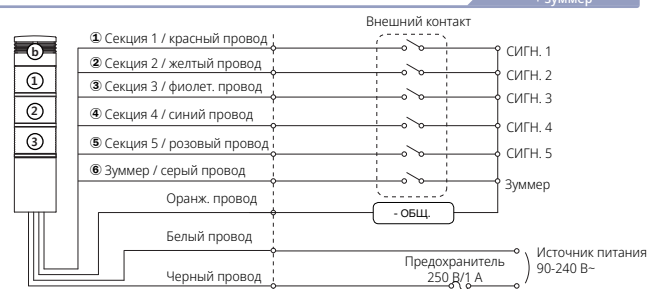 + Зуммер
Внешний контакт
b
1
2
3
① Секция 1 / красный провод
СИГН. 1
② Секция 2 / желтый провод
СИГН. 2
③ Секция 3 / фиолет. провод
СИГН. 3
④ Секция 4 / синий провод
СИГН. 4
⑤ Секция 5 / розовый провод
СИГН. 5
⑥ Зуммер / серый провод
Зуммер
Оранж. провод
- ОБЩ.
Белый провод
Черный провод
Предохранитель
250 В/1 А
Источник питания
90-240 В~